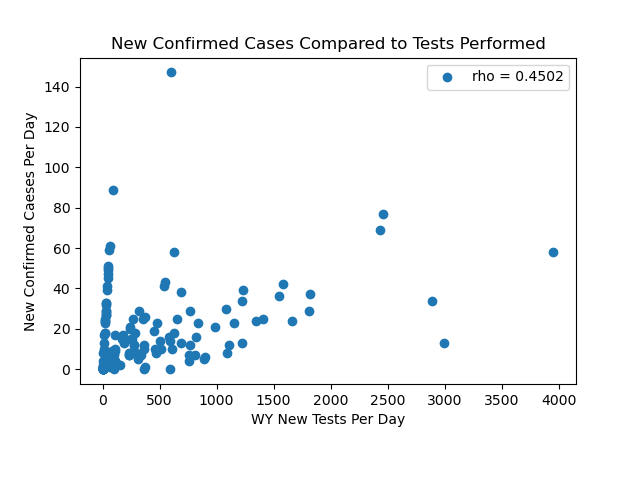 New Confirmed Cases Compared to Tests Performed
rho = 0.4502
New Confirmed Caeses Per Day
140
120
100
80
60
40
20
0
0 500 1000 1500 2000 2500 3000 3500 4000
WY New Tests Per Day